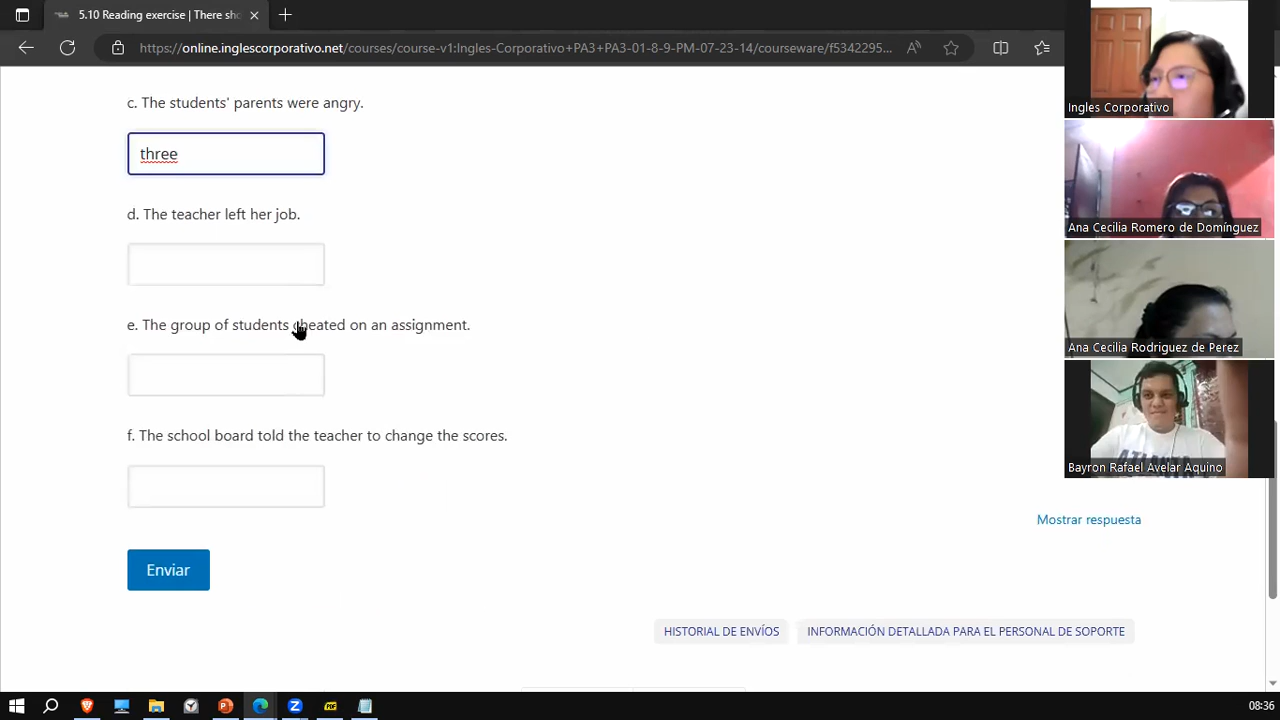 5.10 Reading exercise | There sho
https://online.inglescorporativo.net/courses/course-v1:Ingles-Corporativo+PA3+PA3-01-8-9-PM-07-23-14/courseware/f5342295...
c. The students' parents were angry.
three
d. The teacher left her job.
e. The group of students cheated on an assignment.
f. The school board told the teacher to change the scores.
Mostrar respuesta
Enviar
HISTORIAL DE ENVÍOS
INFORMACIÓN DETALLADA PARA EL PERSONAL DE SOPORTE
Ingles Corporativo
Ana Cecilia Romero de Domínguez
Ana Cecilia Rodriguez de Perez
ATLANTA
Bayron Rafael Avelar Aquino
08:36